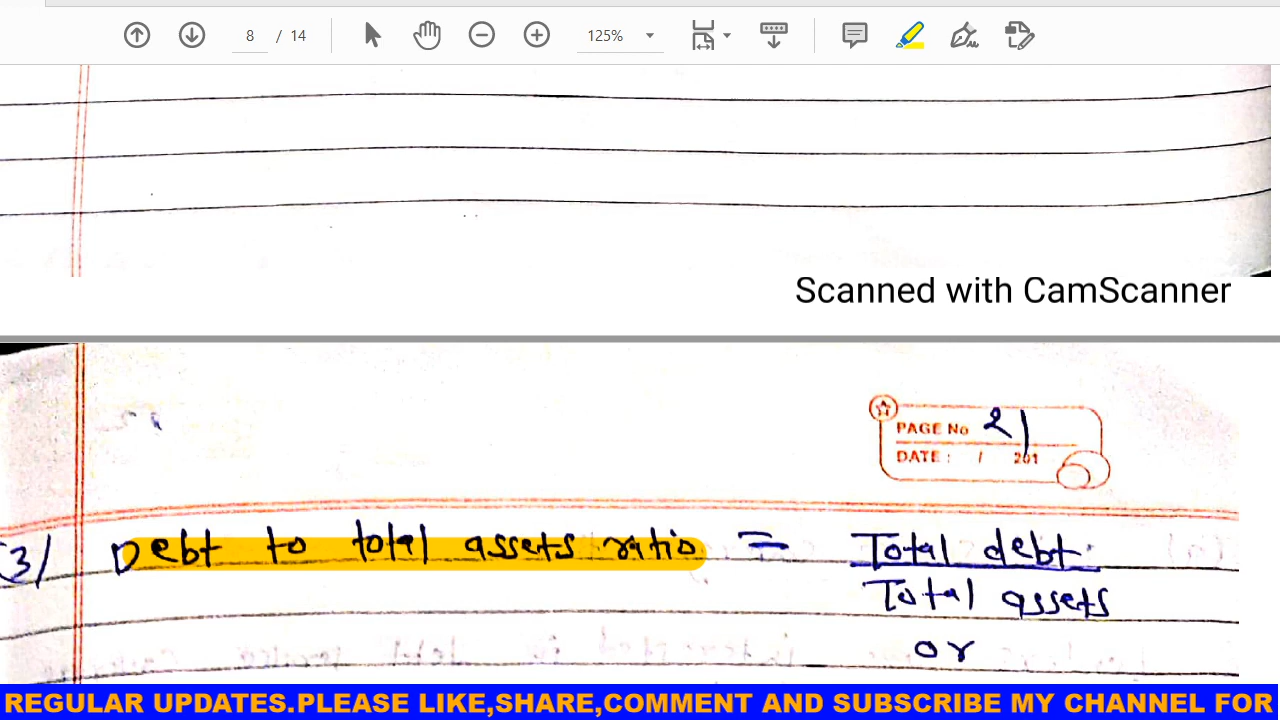 8 / 14
125%
Scanned with CamScanner
PAGE No 21
DATE : / 201
(3) Debt to total assets ratio = Total debt
Total assets
or
REGULAR UPDATES.PLEASE LIKE,SHARE,COMMENT AND SUBSCRIBE MY CHANNEL FOR